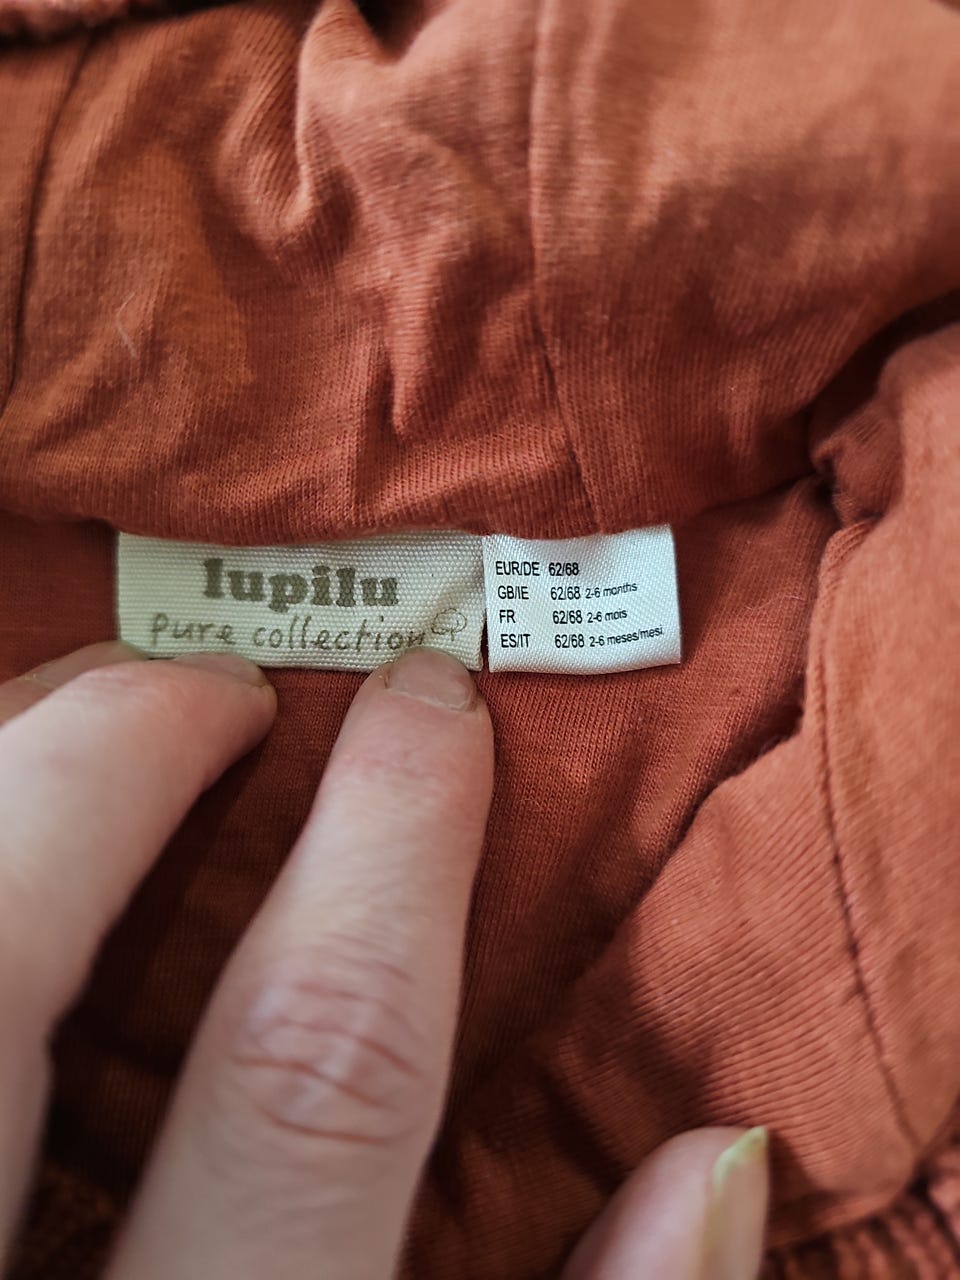 lupilu
pure collection
EUR/DE 62/68
GB/IE 62/68 2-6 months
FR 62/68 2-6 mois
ES/IT 62/68 2-6 meses/mesi